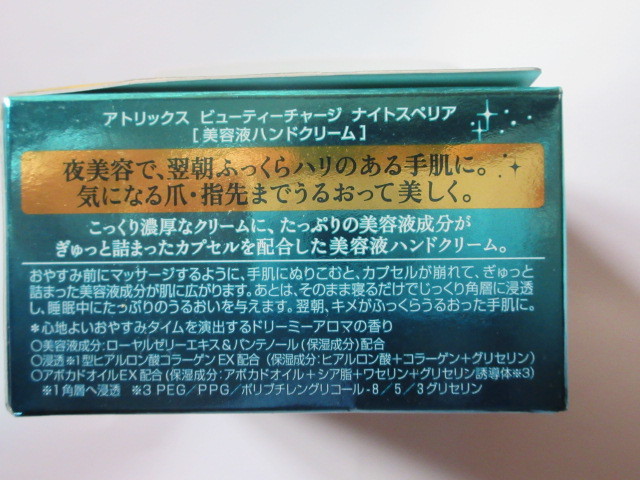 アトリックス ビューティーチャージ ナイトスペリア
[美容液ハンドクリーム]
夜美容で、翌朝ふっくらハリのある手肌に。
気になる爪・指先までうるおって美しく。
こっくり濃厚なクリームに、たっぷりの美容液成分が
ぎゅっと詰まったカプセルを配合した美容液ハンドクリーム。
おやすみ前にマッサージするように、手肌にぬりこむと、カプセルが崩れて、ぎゅっと
詰まった美容液成分が肌に広がります。あとは、そのまま寝るだけでじっくり角層に浸透
し、睡眠中にたっぷりのうるおいを与えます。翌朝、キメがふっくらうるおった手肌に。
＊心地よいおやすみタイムを演出するドリーミーアロマの香り
○美容液成分:ローヤルゼリーエキス&パンテノール(保湿成分)配合
○浸透※1型ヒアルロン酸コラーゲンEX配合(保湿成分:ヒアルロン酸+コラーゲン+グリセリン)
○アボカドオイルEX配合(保湿成分:アボカドオイル+シア脂+ワセリン+グリセリン誘導体※3)
※1角層へ浸透 ※3 PEG/PPG/ポリブチレングリコール-8/5/3グリセリン